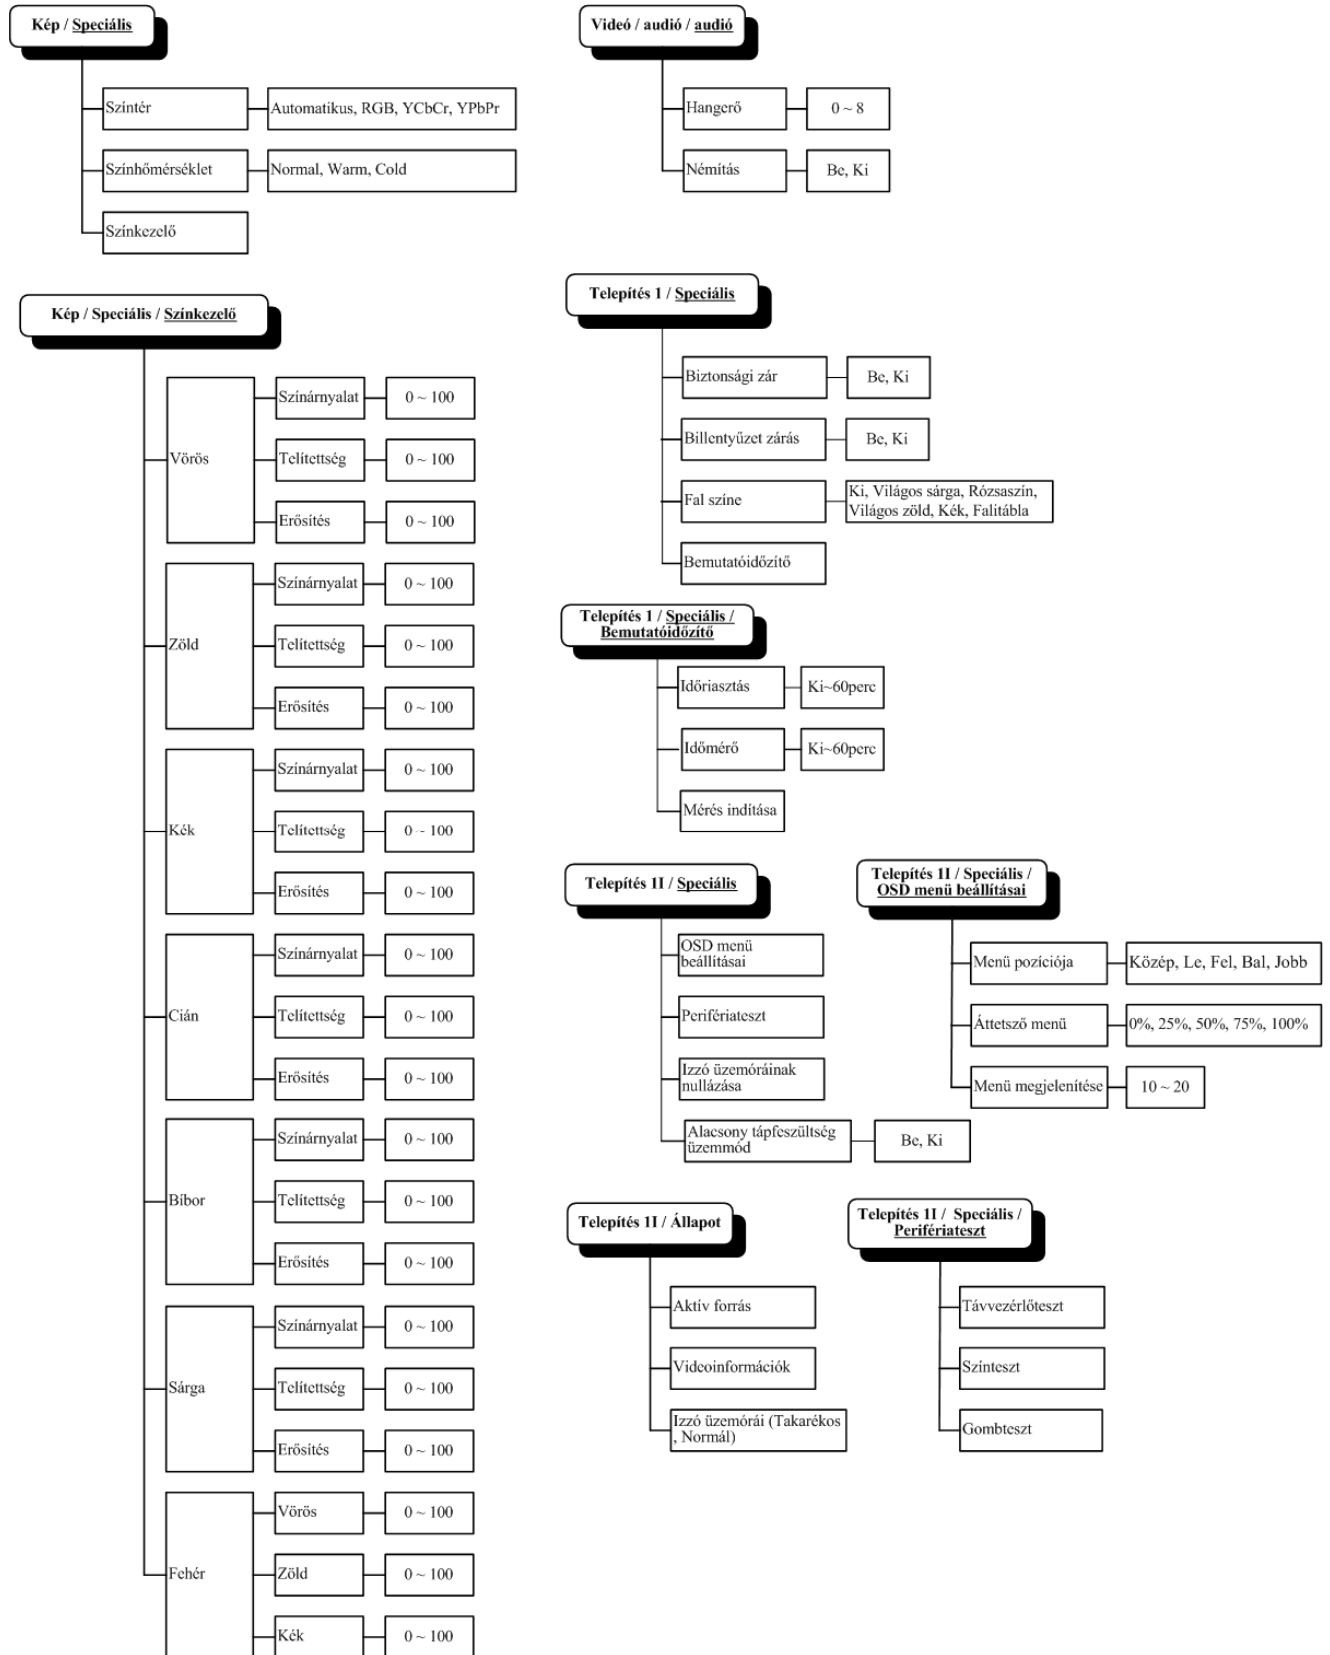 Kép / Speciális
Színtér
Automatikus, RGB, YCbCr, YPbPr
Színhőmérséklet
Normal, Warm, Cold
Színkezelő
Videó / audió / audió
Hangerő
0 ~ 8
Némítás
Be, Ki
Kép / Speciális / Színkezelő
Vörös
Színárnyalat
0 ~ 100
Telítettség
0 ~ 100
Erősítés
0 ~ 100
Zöld
Színárnyalat
0 ~ 100
Telítettség
0 ~ 100
Erősítés
0 ~ 100
Kék
Színárnyalat
0 ~ 100
Telítettség
0 ~ 100
Erősítés
0 ~ 100
Cián
Színárnyalat
0 ~ 100
Telítettség
0 ~ 100
Erősítés
0 ~ 100
Bíbor
Színárnyalat
0 ~ 100
Telítettség
0 ~ 100
Erősítés
0 ~ 100
Sárga
Színárnyalat
0 ~ 100
Telítettség
0 ~ 100
Erősítés
0 ~ 100
Fehér
Vörös
0 ~ 100
Zöld
0 ~ 100
Kék
0 ~ 100
Telepítés 1 / Speciális
Biztonsági zár
Be, Ki
Billentyűzet zárás
Be, Ki
Fal színe
Ki, Világos sárga, Rózsaszín,
Világos zöld, Kék, Falitábla
Bemutatóidőzítő
Telepítés 1 / Speciális /
Bemutatóidőzítő
Időriasztás
Ki~60perc
Időmérő
Ki~60perc
Mérés indítása
Telepítés 1I / Speciális
OSD menü
beállításai
Perifériateszt
Izzó üzemóráinak
nullázása
Alacsony tápfeszültség
üzemmód
Be, Ki
Telepítés 1I / Speciális /
OSD menü beállításai
Menü pozíciója
Közép, Le, Fel, Bal, Jobb
Áttetsző menü
0%, 25%, 50%, 75%, 100%
Menü megjelenítése
10 ~ 20
Telepítés 1I / Állapot
Aktív forrás
Videoinformációk
Izzó üzemórái (Takarékos
, Normál)
Telepítés 1I / Speciális /
Perifériateszt
Távvezérlőteszt
Színteszt
Gombteszt